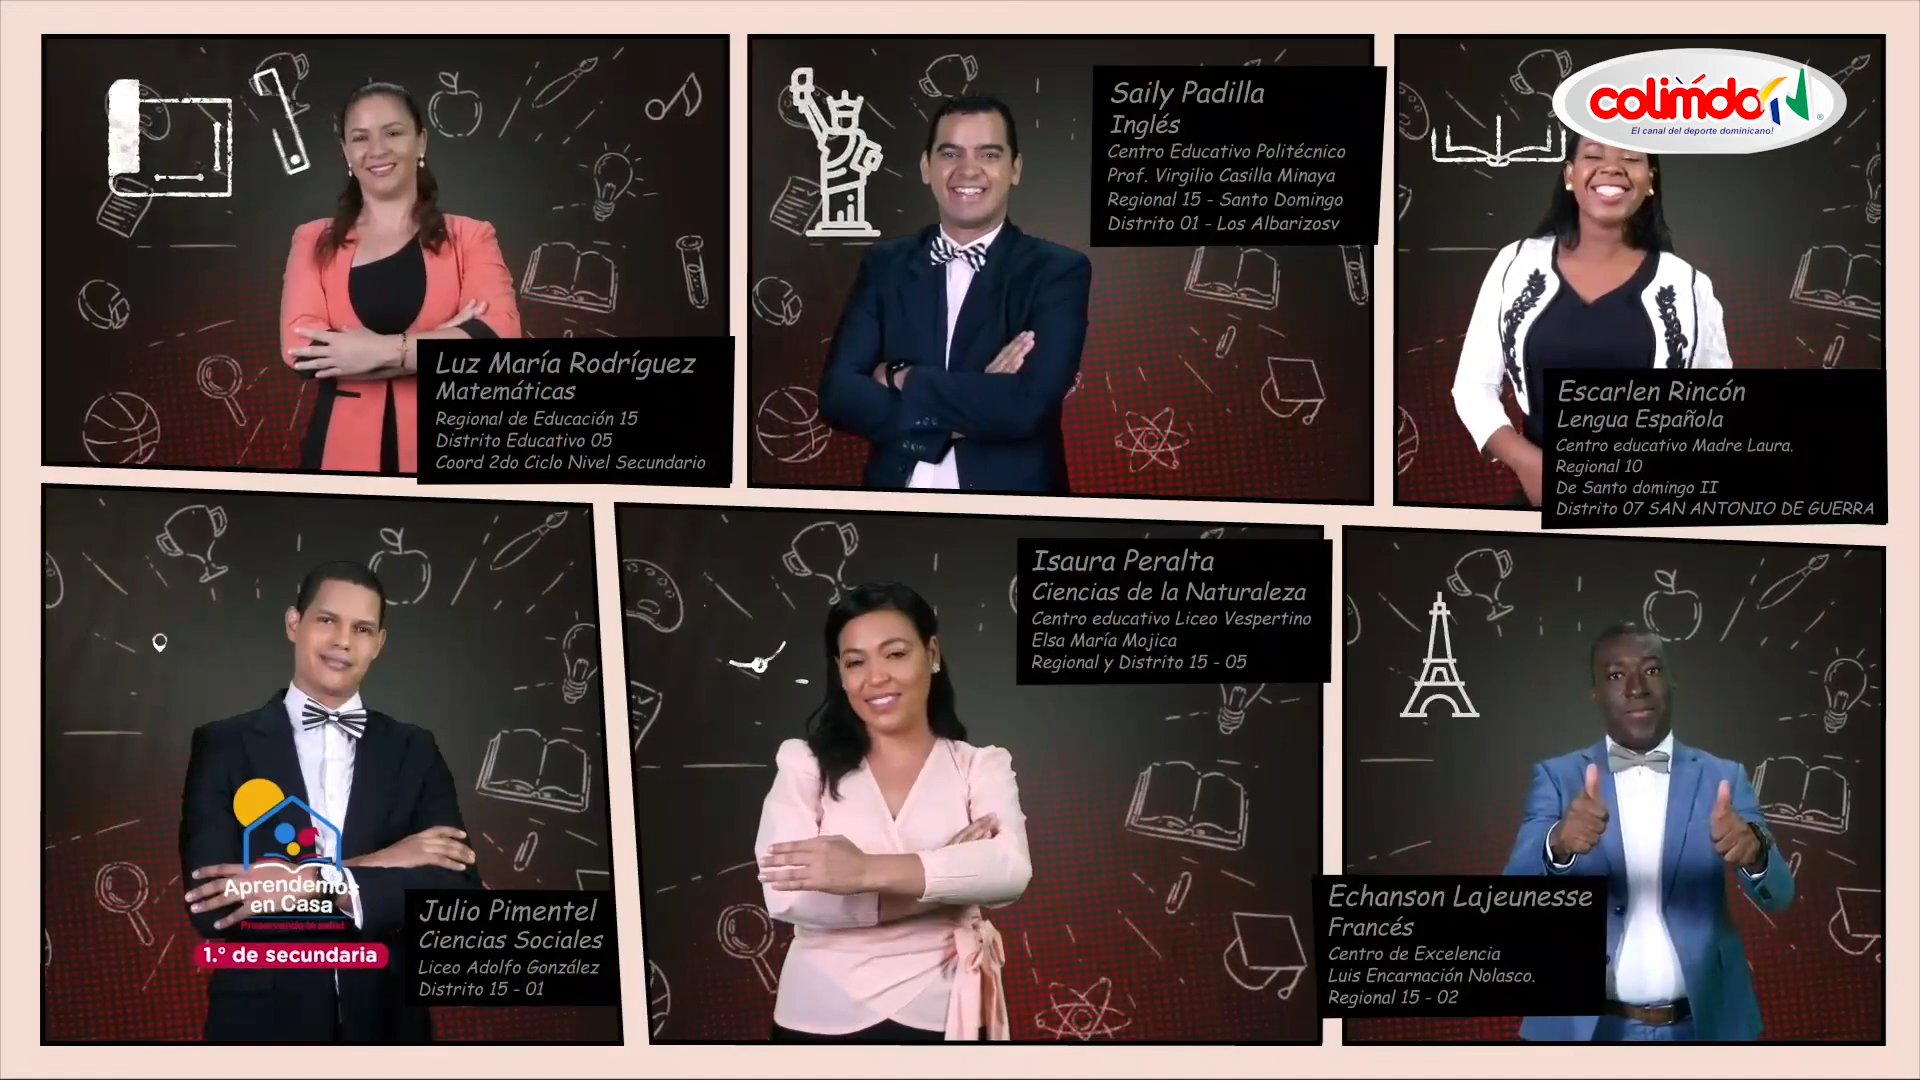 Luz María Rodríguez
Matemáticas
Regional de Educación 15
Distrito Educativo 05
Coord 2do Ciclo Nivel Secundario
Saily Padilla
Inglés
Centro Educativo Politécnico
Prof. Virgilio Casilla Minaya
Regional 15 - Santo Domingo
Distrito 01 - Los Albarizosv
colimdo
El canal del deporte dominicano!
Escarlen Rincón
Lengua Española
Centro educativo Madre Laura.
Regional 10
De Santo domingo II
Distrito 07 SAN ANTONIO DE GUERRA
Aprendemos
en Casa
Preservando la salud
1.° de secundaria
Julio Pimentel
Ciencias Sociales
Liceo Adolfo González
Distrito 15 - 01
Isaura Peralta
Ciencias de la Naturaleza
Centro educativo Liceo Vespertino
Elsa María Mojica
Regional y Distrito 15 - 05
Echanson Lajeunesse
Francés
Centro de Excelencia
Luis Encarnación Nolasco.
Regional 15 - 02